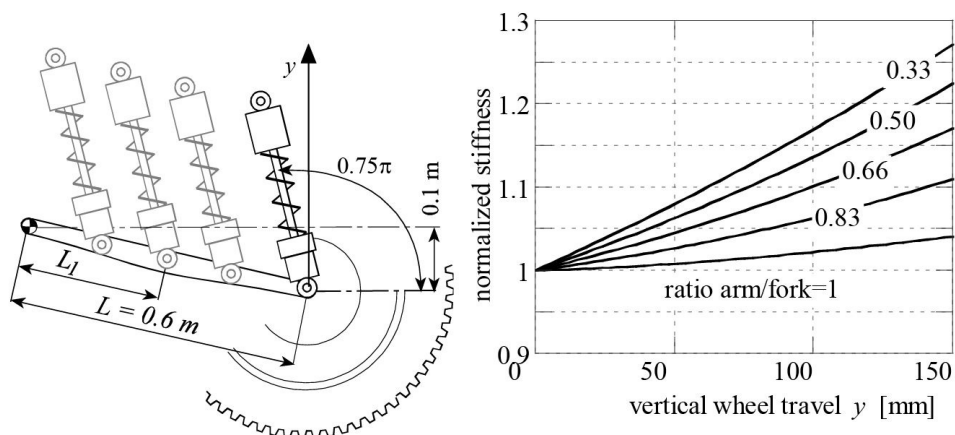 y
0.75π
0.1 m
L1
L = 0.6 m
normalized stiffness
1.3
1.2
1.1
1
0.9
0.33
0.50
0.66
0.83
ratio arm/fork=1
0
50
100
150
vertical wheel travel y [mm]